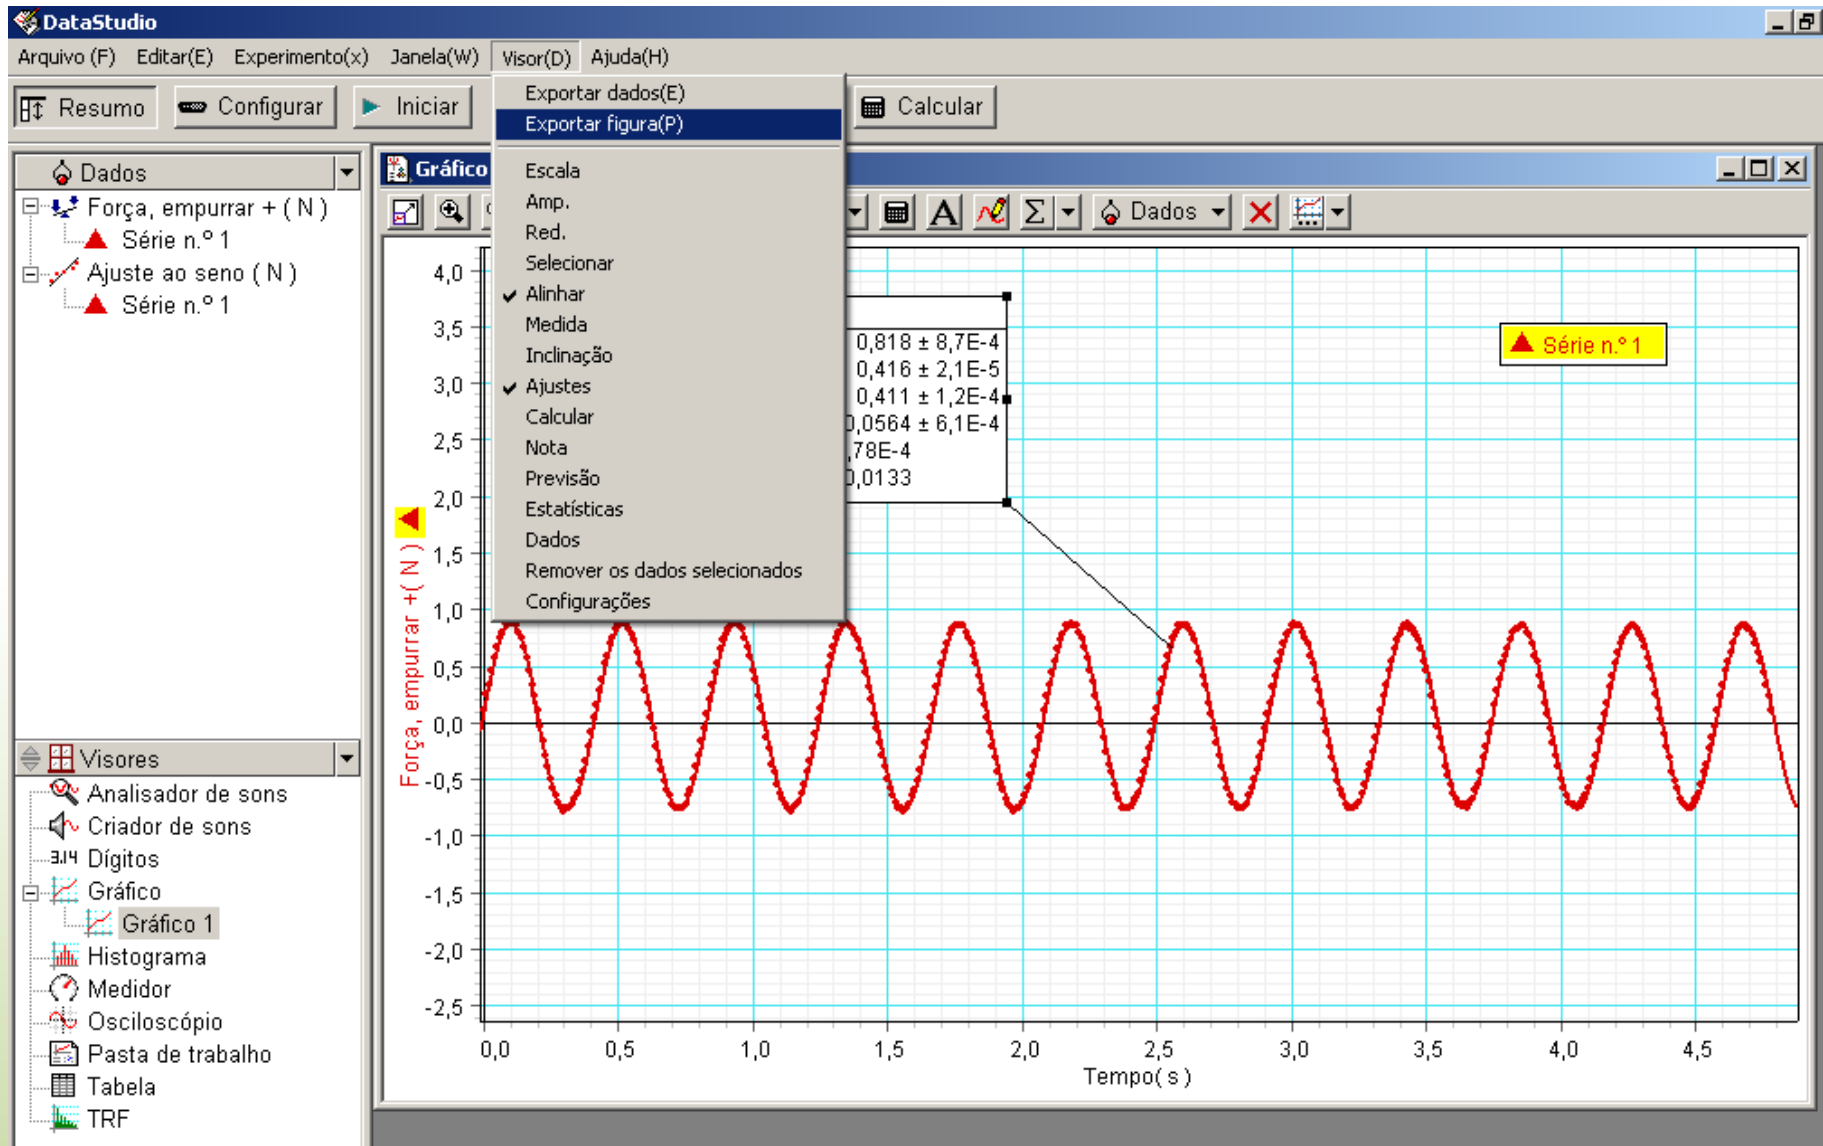 DataStudio
Arquivo (F) Editar(E) Experimento(x) Janela(W) Visor(D) Ajuda(H)
Resumo Configurar Iniciar Calcular
Exportar dados(E)
Exportar figura(P)
Escala
Amp.
Red.
Selecionar
Alinhar
Medida
Inclinação
Ajustes
Calcular
Nota
Previsão
Estatísticas
Dados
Remover os dados selecionados
Configurações
Dados
Força, empurrar + ( N )
Série n.º 1
Ajuste ao seno ( N )
Série n.º 1
Visores
Analisador de sons
Criador de sons
3.14 Dígitos
Gráfico
Gráfico 1
Histograma
Medidor
Osciloscópio
Pasta de trabalho
Tabela
TRF
Gráfico
A Σ Dados
0,818 ± 8,7E-4
0,416 ± 2,1E-5
0,411 ± 1,2E-4
0,0564 ± 6,1E-4
,78E-4
0,0133
Série n.º 1
Força, empurrar +( N )
4,0
3,5
3,0
2,5
2,0
1,5
1,0
0,5
0,0
-0,5
-1,0
-1,5
-2,0
-2,5
0,0 0,5 1,0 1,5 2,0 2,5 3,0 3,5 4,0 4,5
Tempo( s )